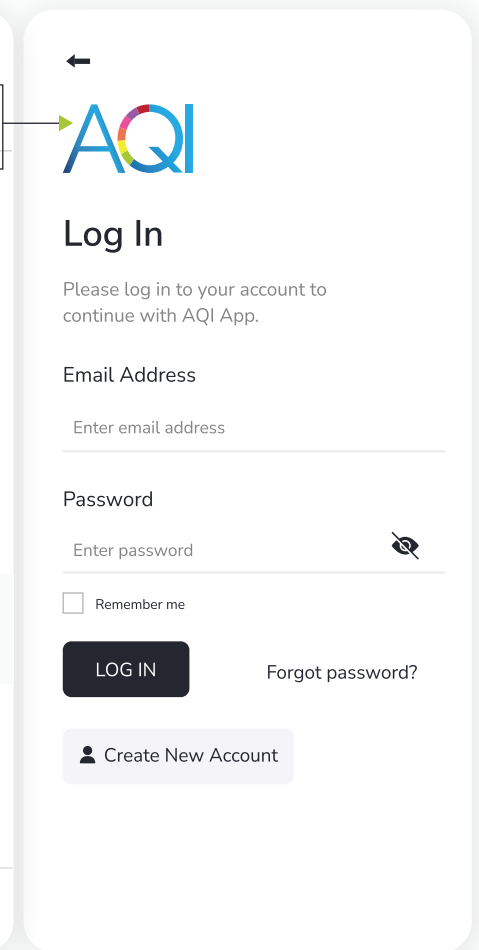 AQI
Log In
Please log in to your account to
continue with AQI App.
Email Address
Enter email address
Password
Enter password
Remember me
LOG IN
Forgot password?
Create New Account